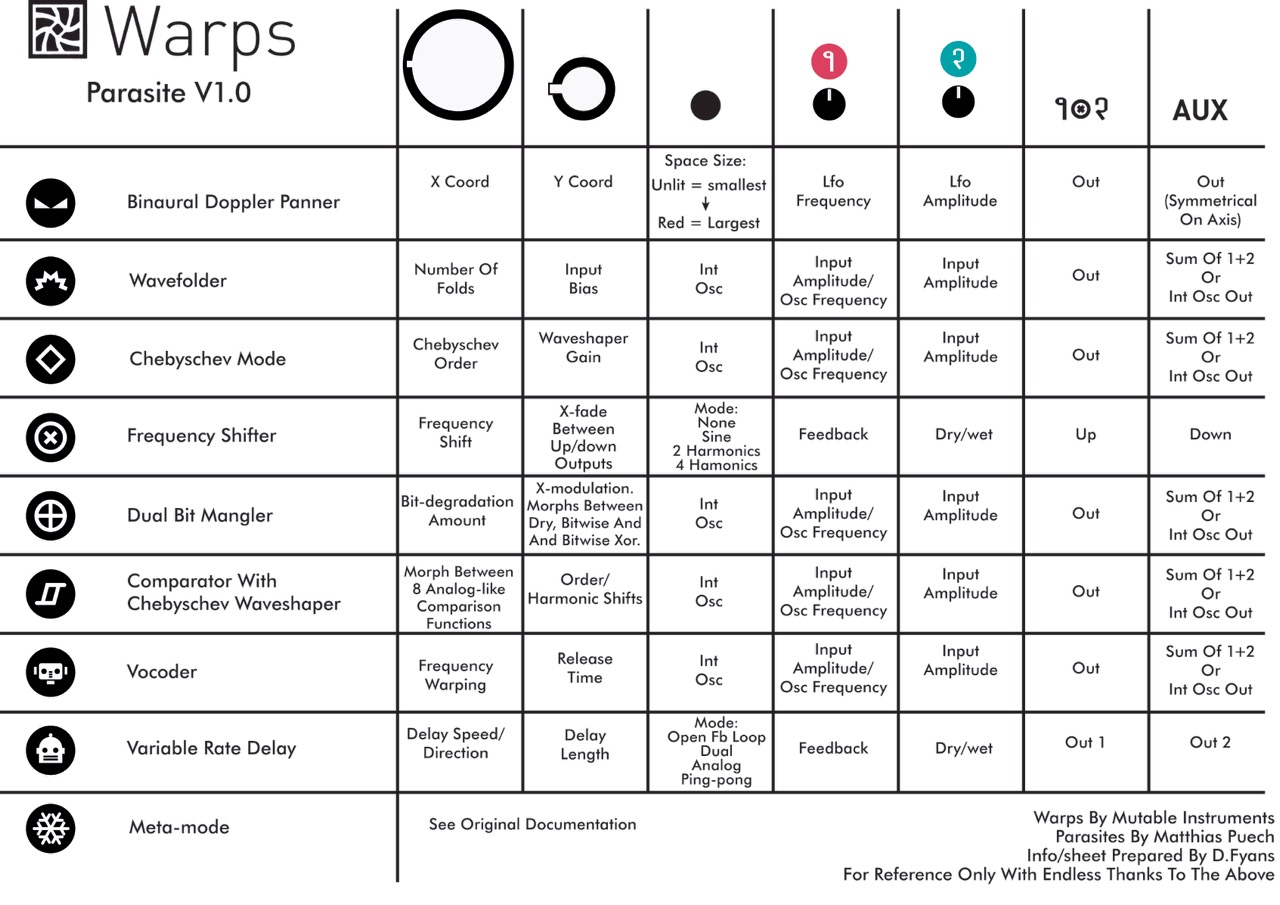 Warps
Parasite V1.0
१
२
१⊗२
AUX
Binaural Doppler Panner
X Coord
Y Coord
Space Size:
Unlit = smallest
↓
Red = Largest
Lfo
Frequency
Lfo
Amplitude
Out
Out
(Symmetrical
On Axis)
Wavefolder
Number Of
Folds
Input
Bias
Int
Osc
Input
Amplitude/
Osc Frequency
Input
Amplitude
Out
Sum Of 1+2
Or
Int Osc Out
Chebyschev Mode
Chebyschev
Order
Waveshaper
Gain
Int
Osc
Input
Amplitude/
Osc Frequency
Input
Amplitude
Out
Sum Of 1+2
Or
Int Osc Out
Frequency Shifter
Frequency
Shift
X-fade
Between
Up/down
Outputs
Mode:
None
Sine
2 Harmonics
4 Hamonics
Feedback
Dry/wet
Up
Down
Dual Bit Mangler
Bit-degradation
Amount
X-modulation.
Morphs Between
Dry, Bitwise And
And Bitwise Xor.
Int
Osc
Input
Amplitude/
Osc Frequency
Input
Amplitude
Out
Sum Of 1+2
Or
Int Osc Out
Comparator With
Chebyschev Waveshaper
Morph Between
8 Analog-like
Comparison
Functions
Order/
Harmonic Shifts
Int
Osc
Input
Amplitude/
Osc Frequency
Input
Amplitude
Out
Sum Of 1+2
Or
Int Osc Out
Vocoder
Frequency
Warping
Release
Time
Int
Osc
Input
Amplitude/
Osc Frequency
Input
Amplitude
Out
Sum Of 1+2
Or
Int Osc Out
Variable Rate Delay
Delay Speed/
Direction
Delay
Length
Mode:
Open Fb Loop
Dual
Analog
Ping-pong
Feedback
Dry/wet
Out 1
Out 2
Meta-mode
See Original Documentation
Warps By Mutable Instruments
Parasites By Matthias Puech
Info/sheet Prepared By D.Fyans
For Reference Only With Endless Thanks To The Above